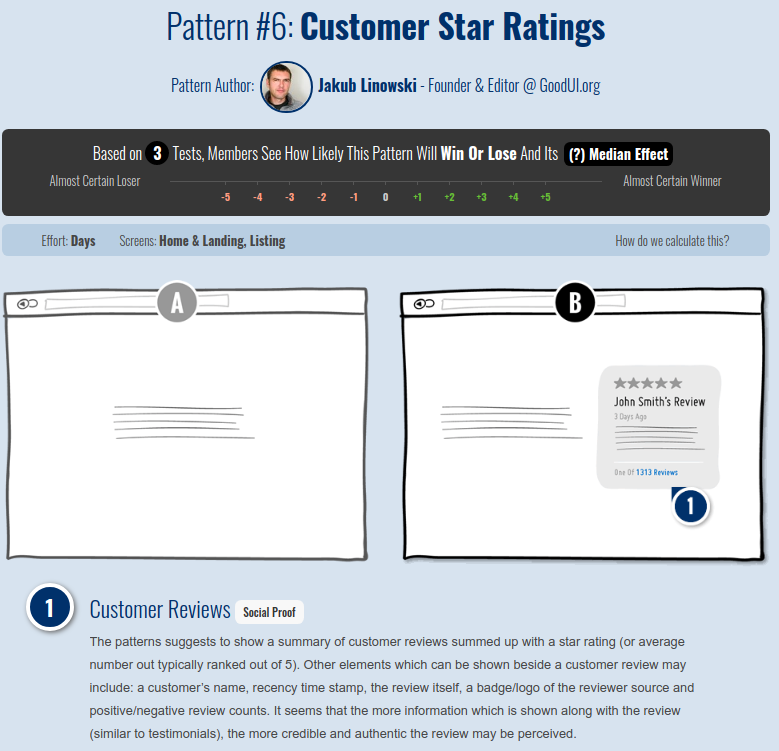 Pattern #6: Customer Star Ratings
Pattern Author: Jakub Linowski - Founder & Editor @ GoodUI.org
Based on 3 Tests, Members See How Likely This Pattern Will Win Or Lose And Its (?) Median Effect
Almost Certain Loser
Almost Certain Winner
-5 -4 -3 -2 -1 0 +1 +2 +3 +4 +5
Effort: Days Screens: Home & Landing, Listing How do we calculate this?
A
B
John Smith's Review
3 Days Ago
One Of 1313 Reviews
1
1 Customer Reviews Social Proof
The patterns suggests to show a summary of customer reviews summed up with a star rating (or average
number out typically ranked out of 5). Other elements which can be shown beside a customer review may
include: a customer's name, recency time stamp, the review itself, a badge/logo of the reviewer source and
positive/negative review counts. It seems that the more information which is shown along with the review
(similar to testimonials), the more credible and authentic the review may be perceived.